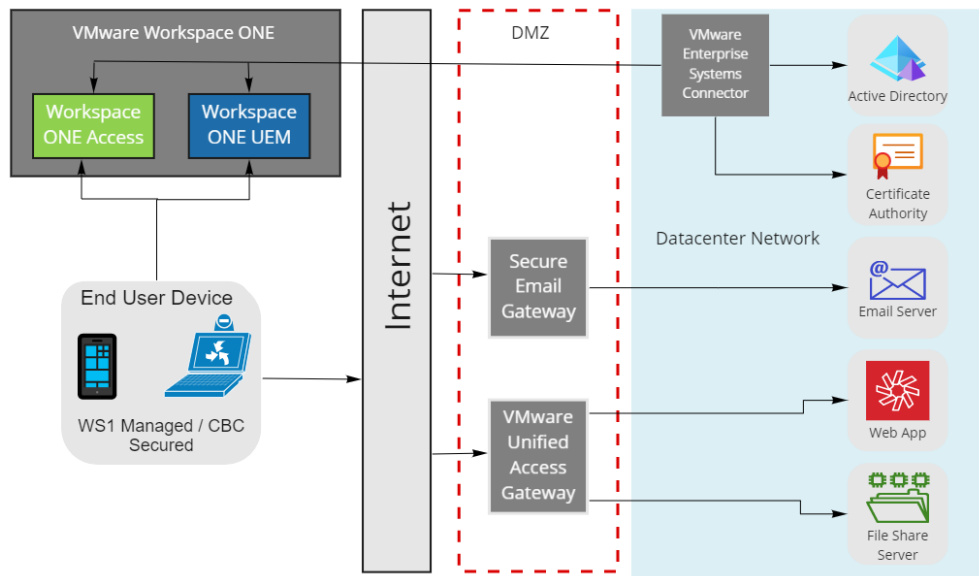 VMware Workspace ONE
Workspace
ONE Access
Workspace
ONE UEM
End User Device
WS1 Managed / CBC
Secured
Internet
DMZ
Secure
Email
Gateway
VMware
Unified
Access
Gateway
VMware
Enterprise
Systems
Connector
Datacenter Network
Active Directory
Certificate
Authority
@
Email Server
Web App
File Share
Server